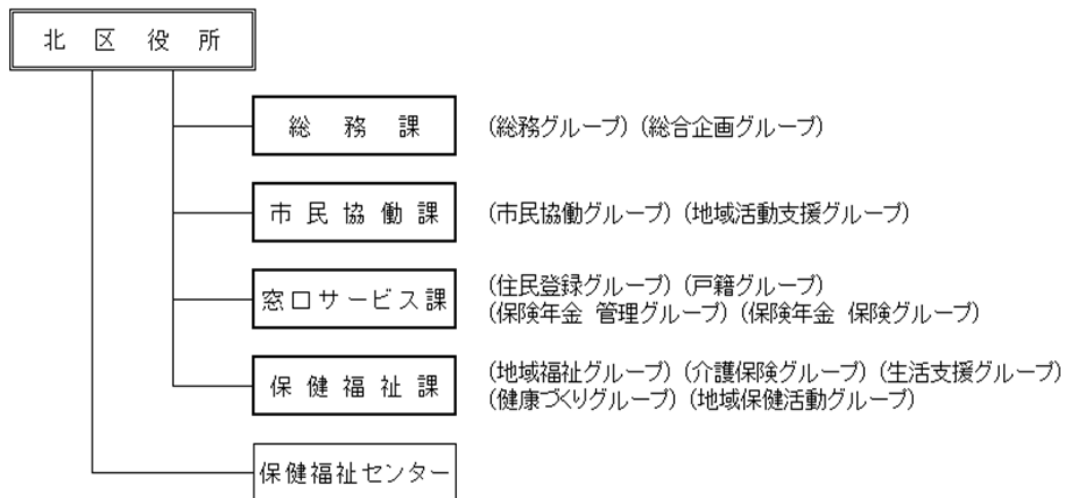 北区役所
総務課 (総務グループ) (総合企画グループ)
市民協働課 (市民協働グループ) (地域活動支援グループ)
窓口サービス課 (住民登録グループ) (戸籍グループ)
(保険年金 管理グループ) (保険年金 保険グループ)
保健福祉課 (地域福祉グループ) (介護保険グループ) (生活支援グループ)
(健康づくりグループ) (地域保健活動グループ)
保健福祉センター